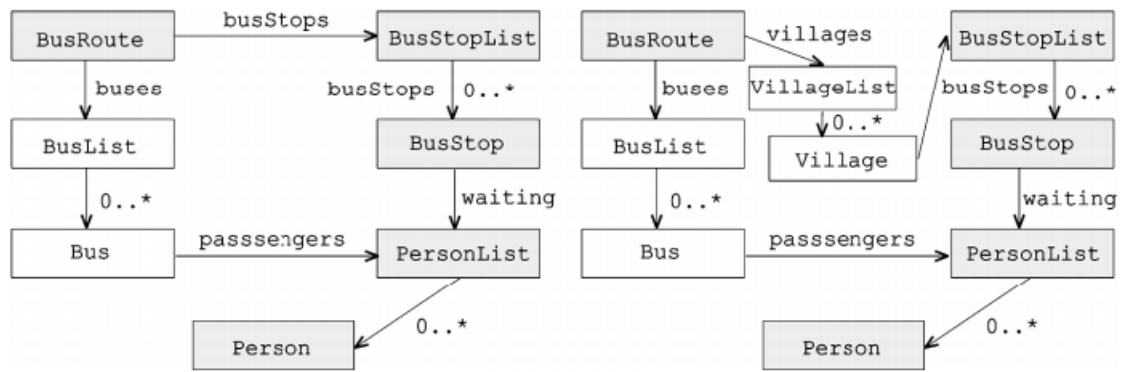 busStops
BusRoute
BusStopList
buses
busStops
0..*
BusList
BusStop
0..*
waiting
Bus
passsengers
PersonList
0..*
Person
BusRoute
villages
BusStopList
buses
VillageList
busStops
0..*
0..*
BusList
Village
BusStop
0..*
waiting
Bus
passsengers
PersonList
0..*
Person